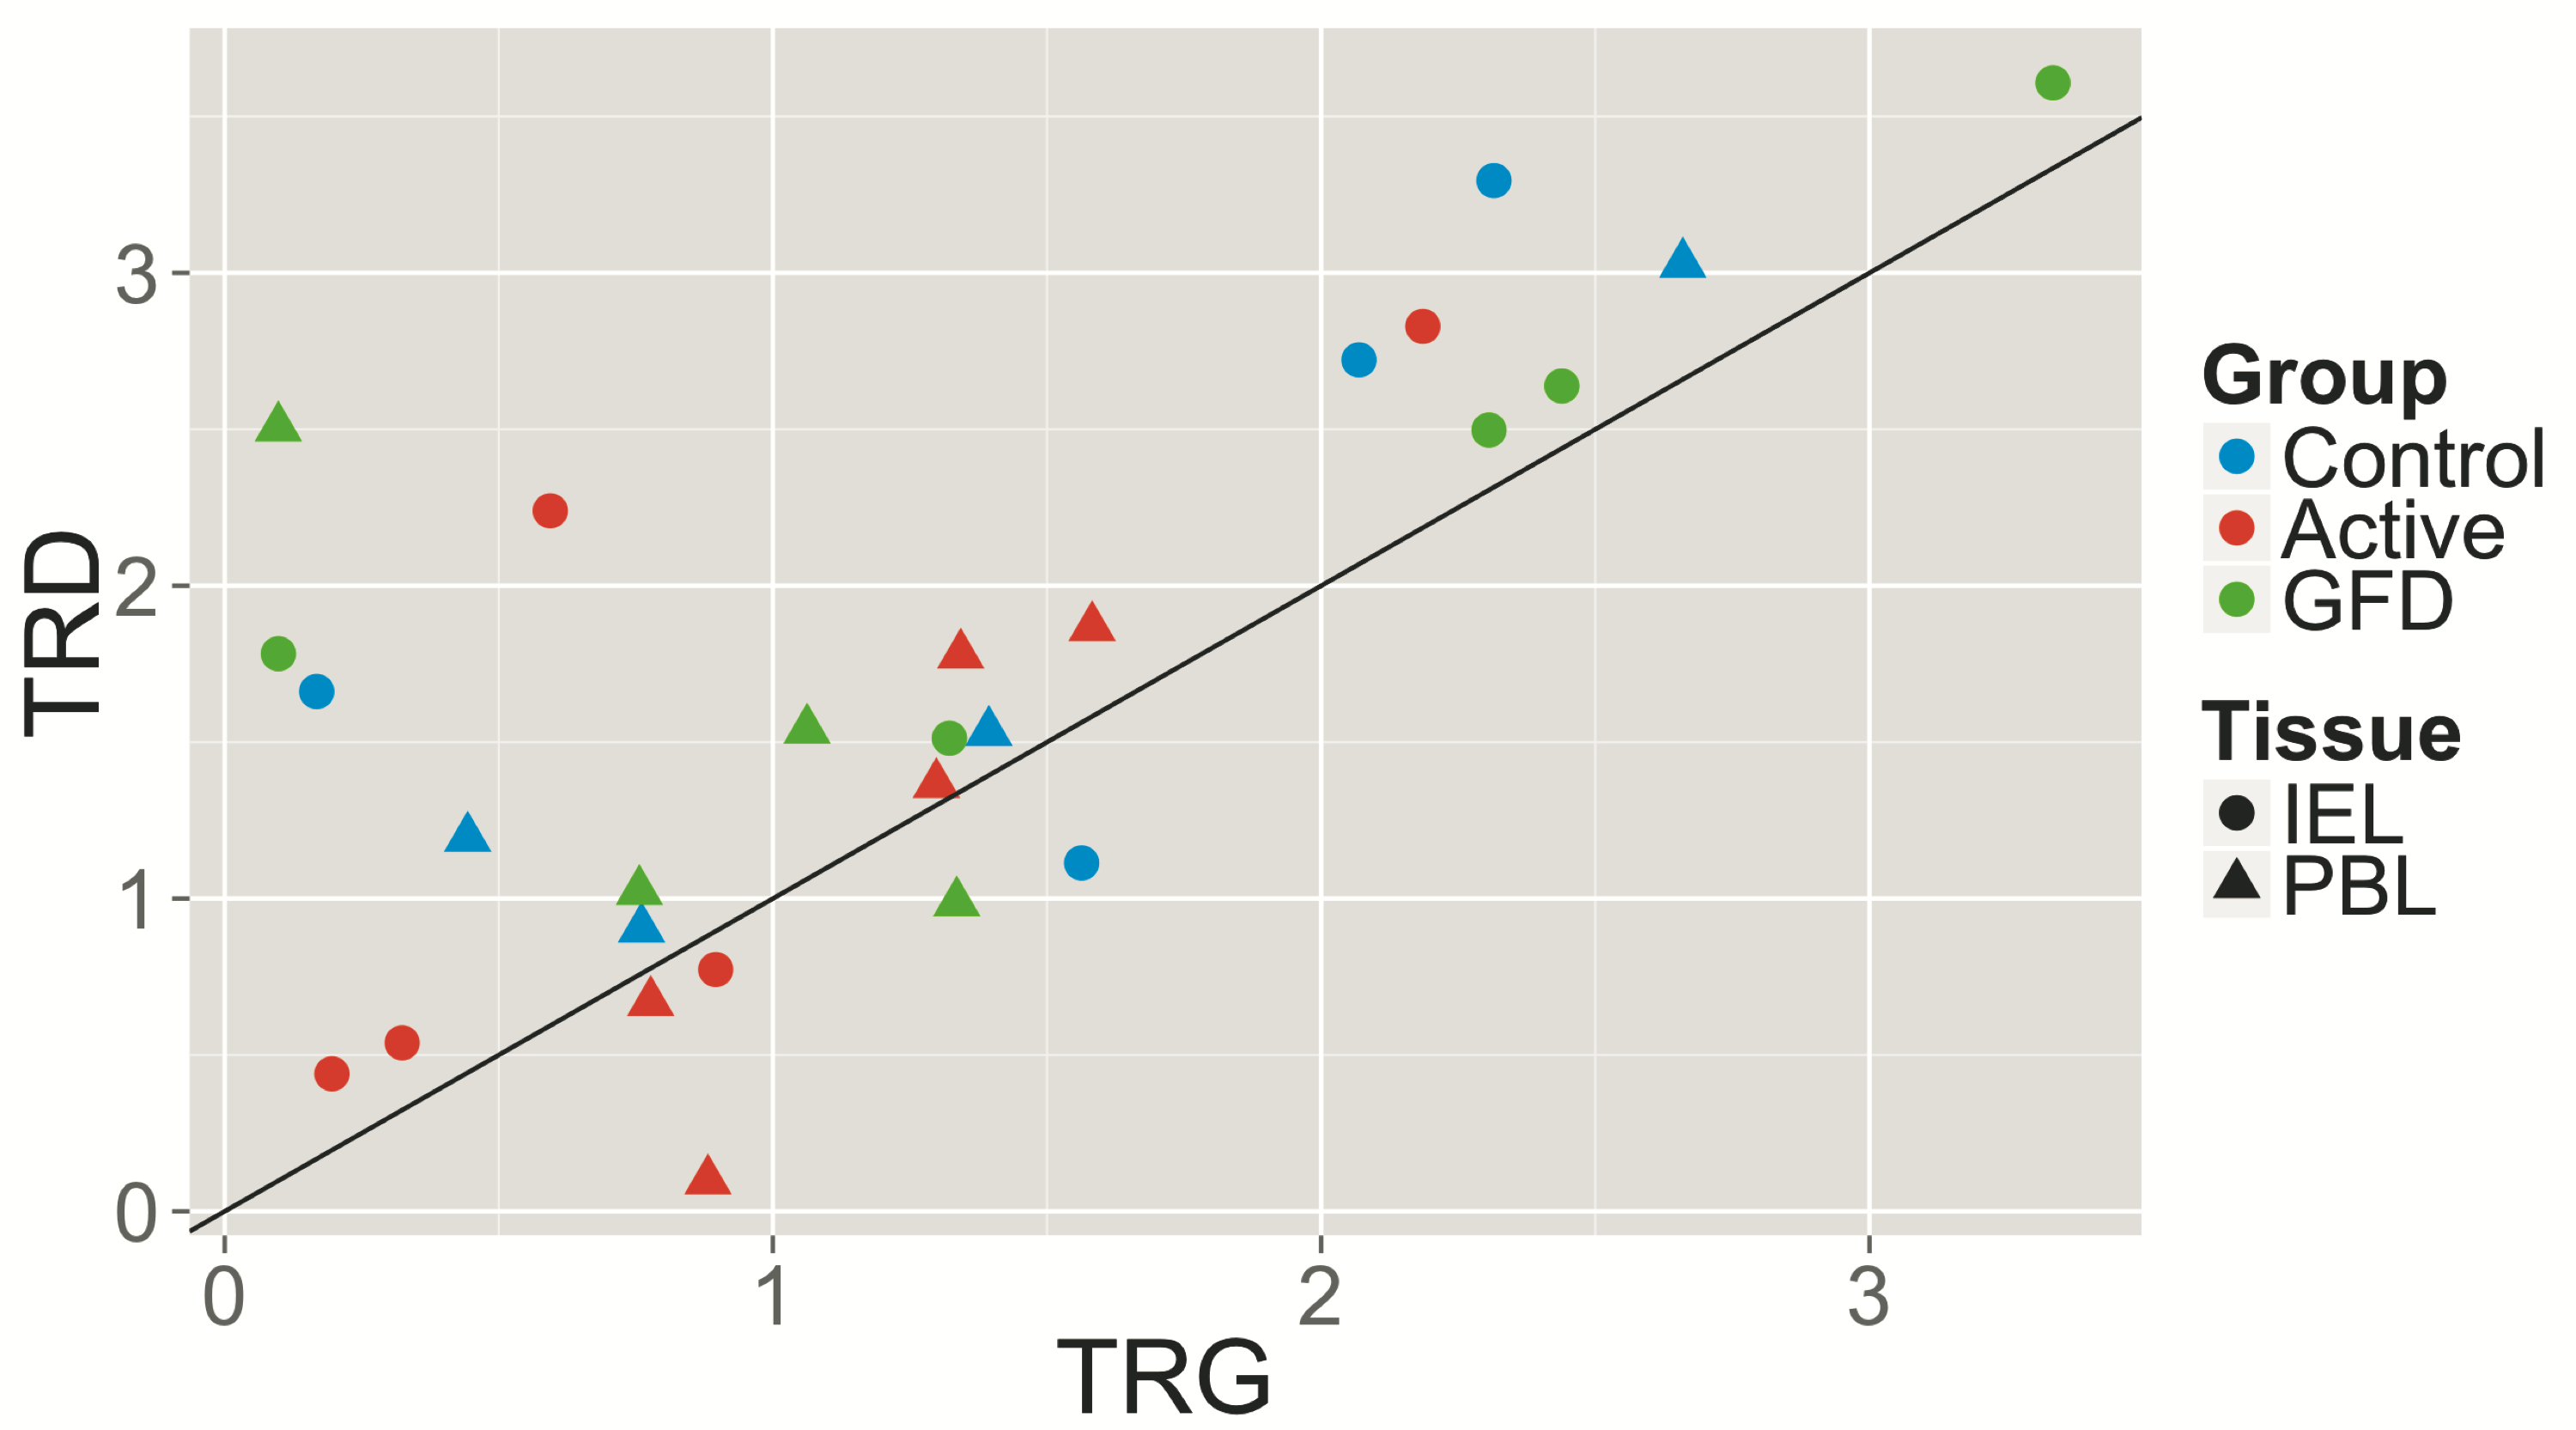 TRD
3
2
1
0
0 1 2 3
TRG
Group
Control
Active
GFD
Tissue
IEL
PBL